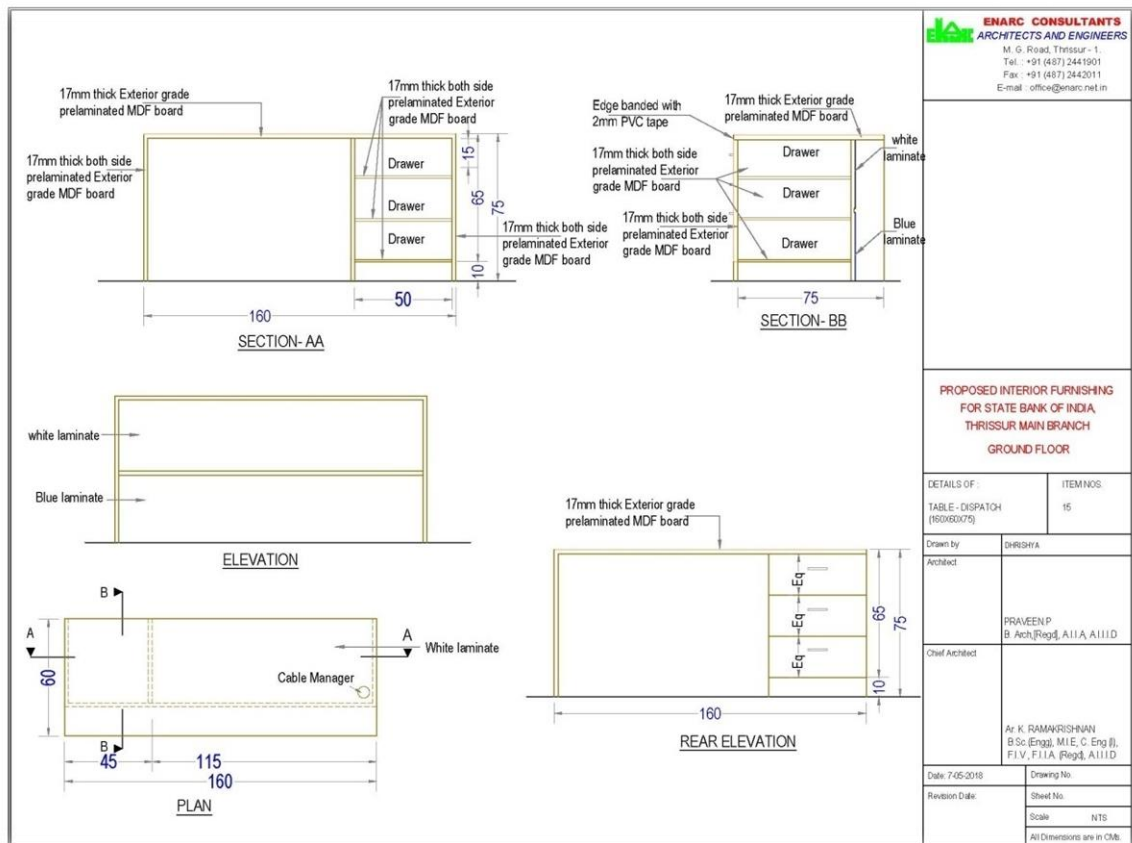 17mm thick Exterior grade
prelaminated MDF board
17mm thick both side
prelaminated Exterior
grade MDF board
17mm thick both side
prelaminated Exterior
grade MDF board
Drawer
Drawer
Drawer
15
65
75
10
17mm thick both side
prelaminated Exterior
grade MDF board
50
160
SECTION- AA
Edge banded with
2mm PVC tape
17mm thick Exterior grade
prelaminated MDF board
white
laminate
17mm thick both side
prelaminated Exterior
grade MDF board
17mm thick both side
prelaminated Exterior
grade MDF board
Drawer
Drawer
Drawer
Blue
laminate
75
SECTION- BB
white laminate
Blue laminate
ELEVATION
B
A
A
White laminate
60
Cable Manager
B
45
115
160
PLAN
17mm thick Exterior grade
prelaminated MDF board
Eq
Eq
Eq
65
75
10
160
REAR ELEVATION
ENARC
ENARC CONSULTANTS
ARCHITECTS AND ENGINEERS
M. G. Road, Thrissur - 1.
Tel. : +91 (487) 2441901
Fax : +91 (487) 2442011
E-mail : office@enarc.net.in
PROPOSED INTERIOR FURNISHING
FOR STATE BANK OF INDIA,
THRISSUR MAIN BRANCH
GROUND FLOOR
DETAILS OF :
ITEM NOS.
TABLE - DISPATCH
(160X60X75)
15
Drawn by
DHRISHYA
Architect
PRAVEEN.P
B. Arch,[Regd], A.I.I.A, A.I.I.I.D
Chief Architect
Ar. K. RAMAKRISHNAN
B.Sc.(Engg), M.I.E, C. Eng (I),
F.I.V, F.I.I.A. (Regd), A.I.I.I.D
Date: 7-05-2018
Drawing No.
Revision Date:
Sheet No.
Scale NTS
All Dimensions are in CMs.